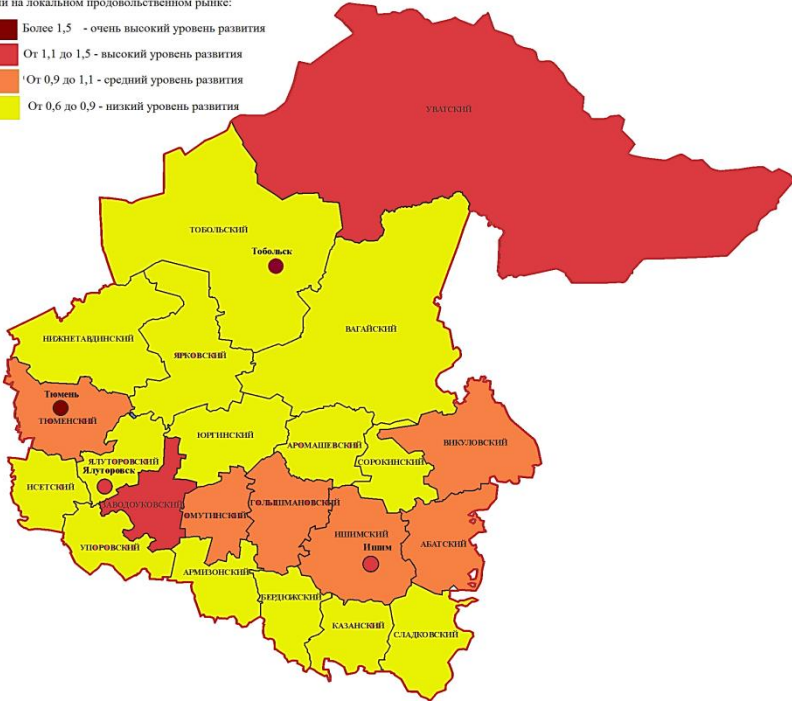 ии на локальном продовольственном рынке:
Более 1,5 - очень высокий уровень развития
От 1,1 до 1,5 - высокий уровень развития
От 0,9 до 1,1 - средний уровень развития
От 0,6 до 0,9 - низкий уровень развития
УВАТСКИЙ
ТОБОЛЬСКИЙ
Тобольск
ВАГАЙСКИЙ
НИЖНЕТАВДИНСКИЙ
ЯРКОВСКИЙ
Тюмень
ТЮМЕНСКИЙ
ЮРГИНСКИЙ
АРОМАШЕВСКИЙ
ВИКУЛОВСКИЙ
ЯЛУТОРОВСКИЙ
Ялуторовск
СОРОКИНСКИЙ
ИСЕТСКИЙ
ЗАВОДОУКОВСКИЙ
ОМУТИНСКИЙ
ГОЛЫШМАНОВСКИЙ
ИШИМСКИЙ
Ишим
АБАТСКИЙ
УПОРОВСКИЙ
АРМИЗОНСКИЙ
БЕРДЮЖСКИЙ
КАЗАНСКИЙ
СЛАДКОВСКИЙ